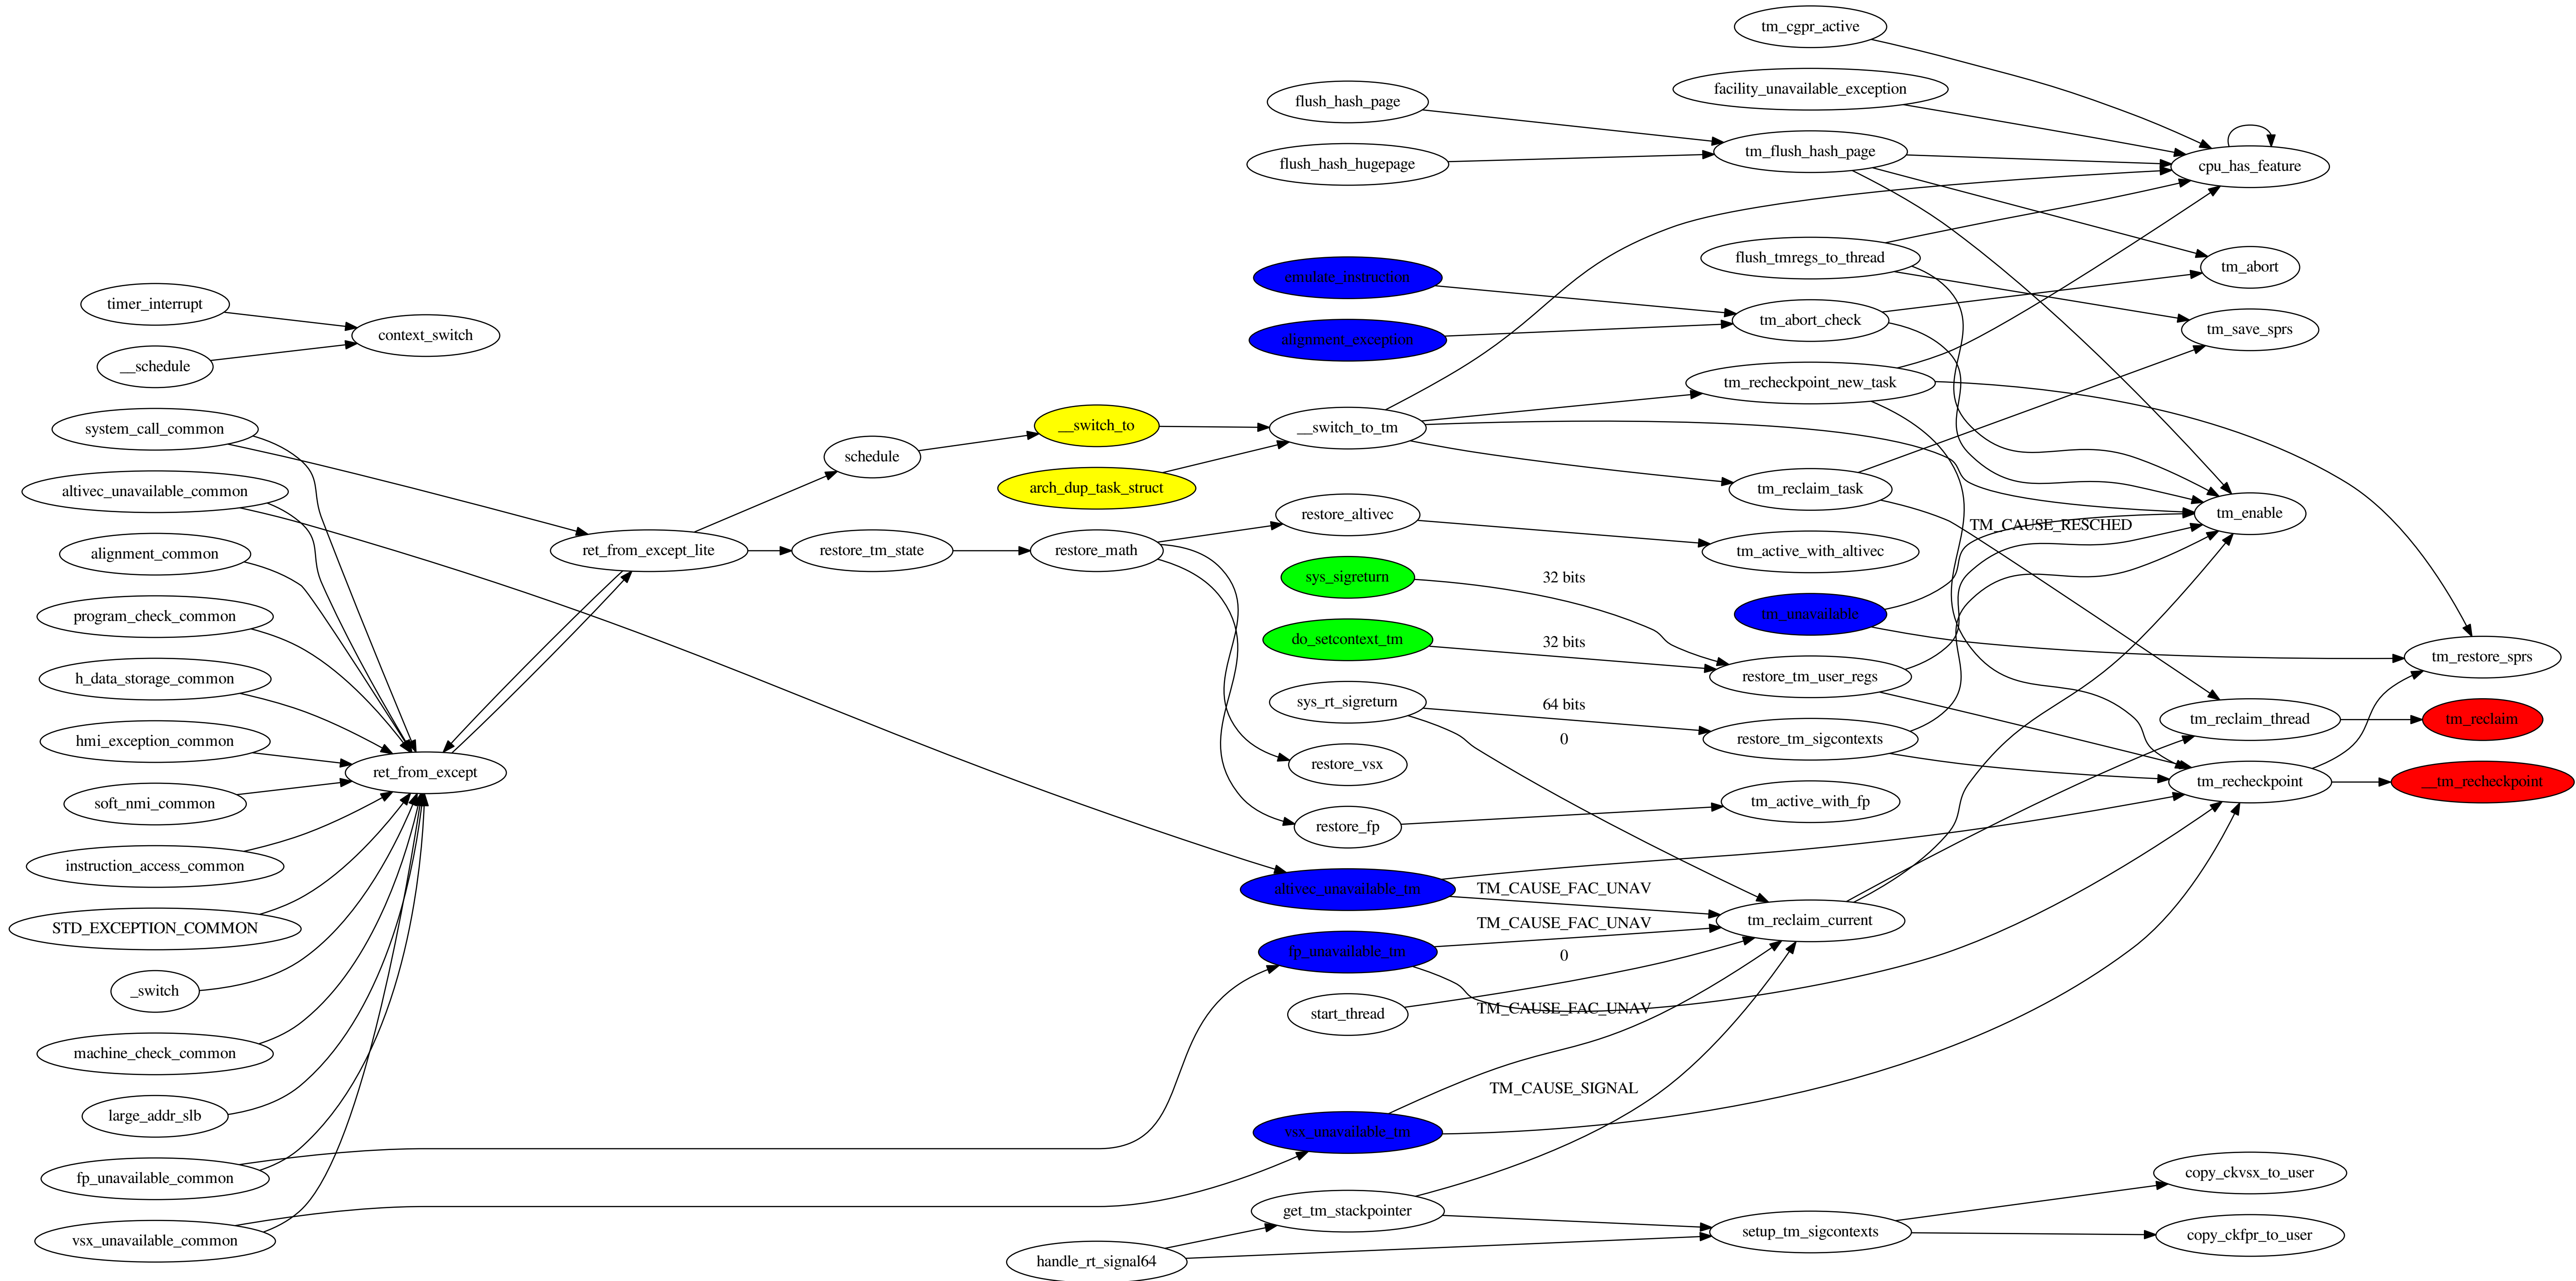 tm_cgpr_active
facility_unavailable_exception
flush_hash_page
tm_flush_hash_page
flush_hash_hugepage
cpu_has_feature
flush_tmregs_to_thread
tm_abort
emulate_instruction
timer_interrupt
tm_abort_check
tm_save_sprs
context_switch
alignment_exception
__schedule
tm_recheckpoint_new_task
system_call_common
__switch_to
__switch_to_tm
schedule
altivec_unavailable_common
arch_dup_task_struct
tm_reclaim_task
restore_altivec
tm_enable
TM_CAUSE_RESCHED
alignment_common
ret_from_except_lite
restore_tm_state
restore_math
tm_active_with_altivec
sys_sigreturn
32 bits
program_check_common
tm_unavailable
do_setcontext_tm
32 bits
tm_restore_sprs
h_data_storage_common
restore_tm_user_regs
sys_rt_sigreturn
64 bits
tm_reclaim_thread
tm_reclaim
hmi_exception_common
0
restore_tm_sigcontexts
ret_from_except
restore_vsx
tm_recheckpoint
__tm_recheckpoint
soft_nmi_common
tm_active_with_fp
restore_fp
instruction_access_common
altivec_unavailable_tm
TM_CAUSE_FAC_UNAV
STD_EXCEPTION_COMMON
TM_CAUSE_FAC_UNAV
tm_reclaim_current
fp_unavailable_tm
0
_switch
start_thread
TM_CAUSE_FAC_UNAV
machine_check_common
TM_CAUSE_SIGNAL
large_addr_slb
vsx_unavailable_tm
fp_unavailable_common
copy_ckvsx_to_user
get_tm_stackpointer
setup_tm_sigcontexts
copy_ckfpr_to_user
vsx_unavailable_common
handle_rt_signal64